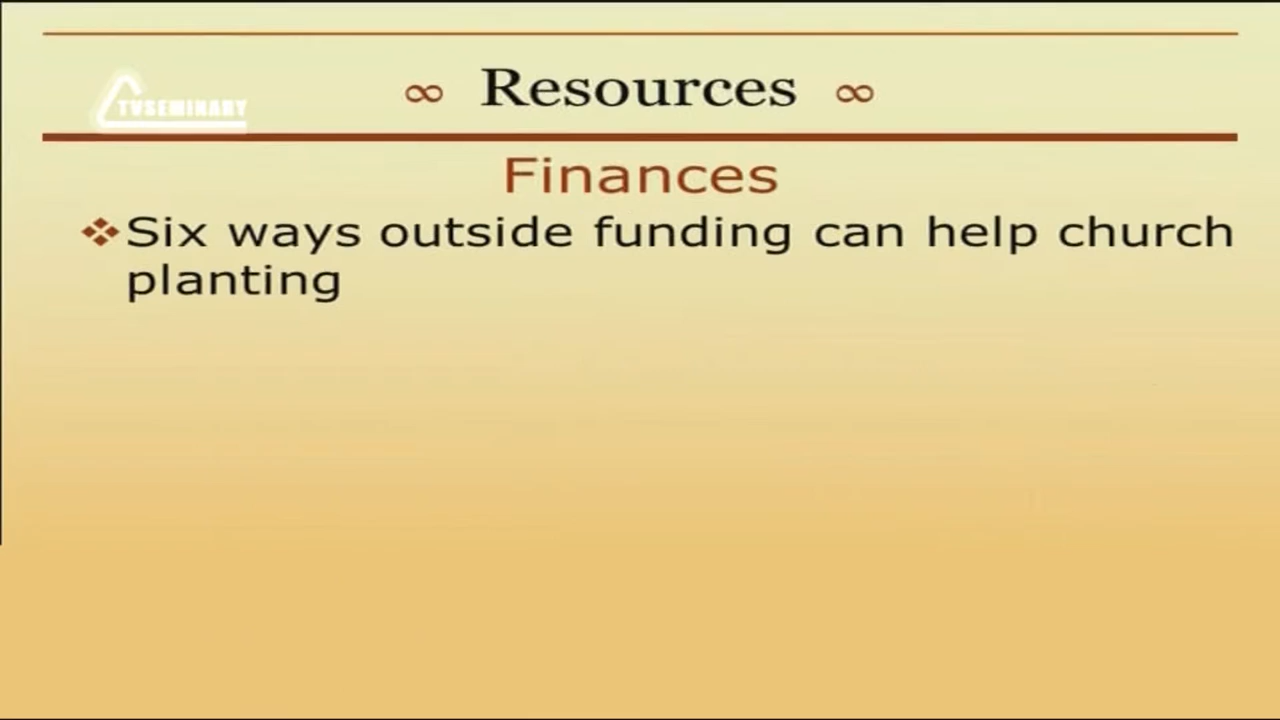 TVSEMINARY
∞ Resources ∞
Finances
❖Six ways outside funding can help church
planting